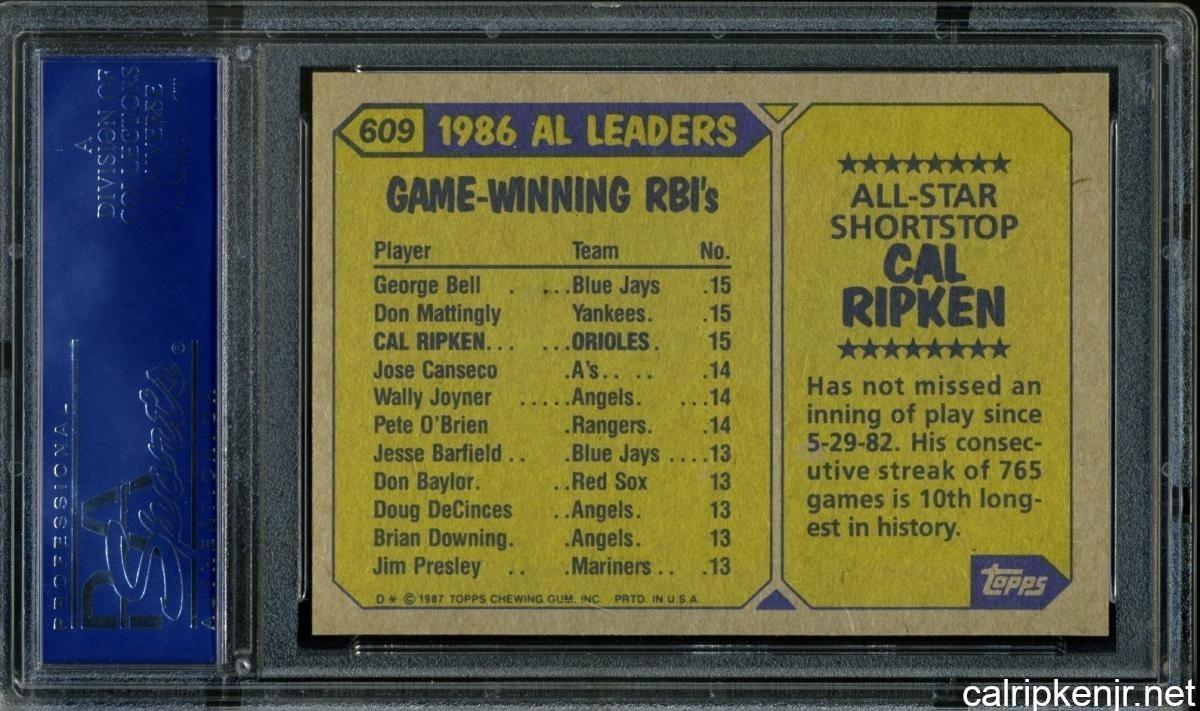 A
DIVISION OF
COLLECTORS
UNIVERSE
PROFESSIONAL
PSA
Sports
®
609 1986 AL LEADERS
GAME-WINNING RBI's
Player Team No.
George Bell . ...Blue Jays .15
Don Mattingly Yankees. .15
CAL RIPKEN... ...ORIOLES. 15
Jose Canseco .A's.. .. .14
Wally Joyner .....Angels. ...14
Pete O'Brien .Rangers. .14
Jesse Barfield .. .Blue Jays ....13
Don Baylor. ..Red Sox 13
Doug DeCinces ..Angels. 13
Brian Downing. .Angels. 13
Jim Presley .. .Mariners.. .13
D* © 1987 TOPPS CHEWING GUM, INC. PRTD. IN U.S.A.
ALL-STAR
SHORTSTOP
CAL
RIPKEN
Has not missed an
inning of play since
5-29-82. His consec-
utive streak of 765
games is 10th long-
est in history.
topps
calripkenjr.net